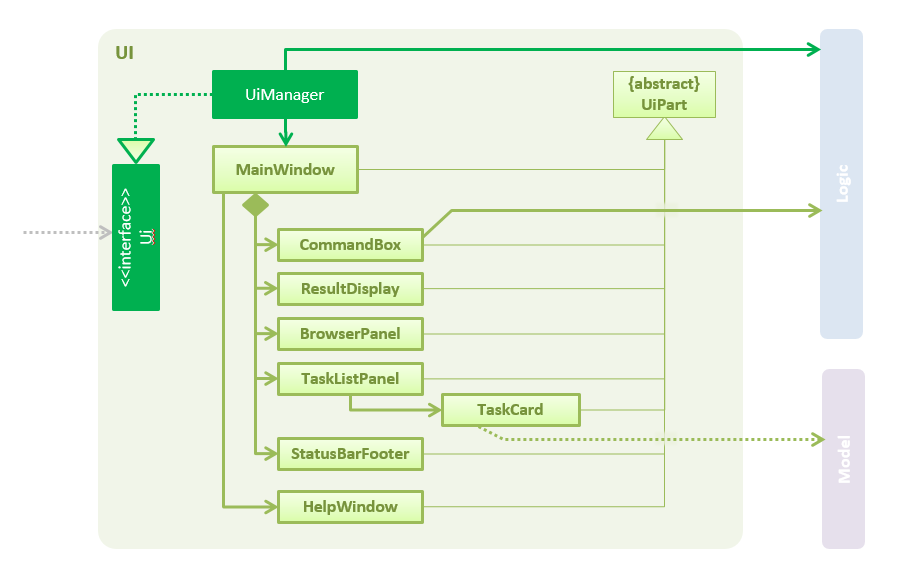 UI
UiManager
{abstract}
UiPart
MainWindow
<<interface>>
Ui
Logic
CommandBox
ResultDisplay
BrowserPanel
TaskListPanel
TaskCard
StatusBarFooter
HelpWindow
Model